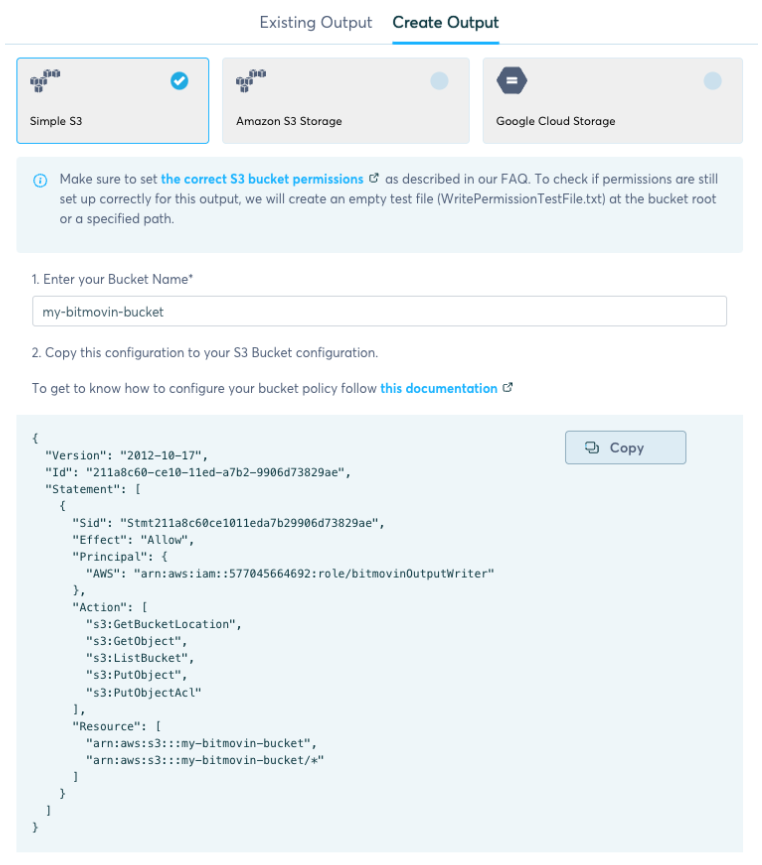 Existing Output Create Output
Simple S3 Amazon S3 Storage Google Cloud Storage
Make sure to set the correct S3 bucket permissions as described in our FAQ. To check if permissions are still
set up correctly for this output, we will create an empty test file (WritePermissionTestFile.txt) at the bucket root
or a specified path.
1. Enter your Bucket Name*
my-bitmovin-bucket
2. Copy this configuration to your S3 Bucket configuration.
To get to know how to configure your bucket policy follow this documentation
Copy
{
  "Version": "2012-10-17",
  "Id": "211a8c60-ce10-11ed-a7b2-9906d73829ae",
  "Statement": [
    {
      "Sid": "Stmt211a8c60ce1011eda7b29906d73829ae",
      "Effect": "Allow",
      "Principal": {
        "AWS": "arn:aws:iam::577045664692:role/bitmovinOutputWriter"
      },
      "Action": [
        "s3:GetBucketLocation",
        "s3:GetObject",
        "s3:ListBucket",
        "s3:PutObject",
        "s3:PutObjectAcl"
      ],
      "Resource": [
        "arn:aws:s3:::my-bitmovin-bucket",
        "arn:aws:s3:::my-bitmovin-bucket/*"
      ]
    }
  ]
}